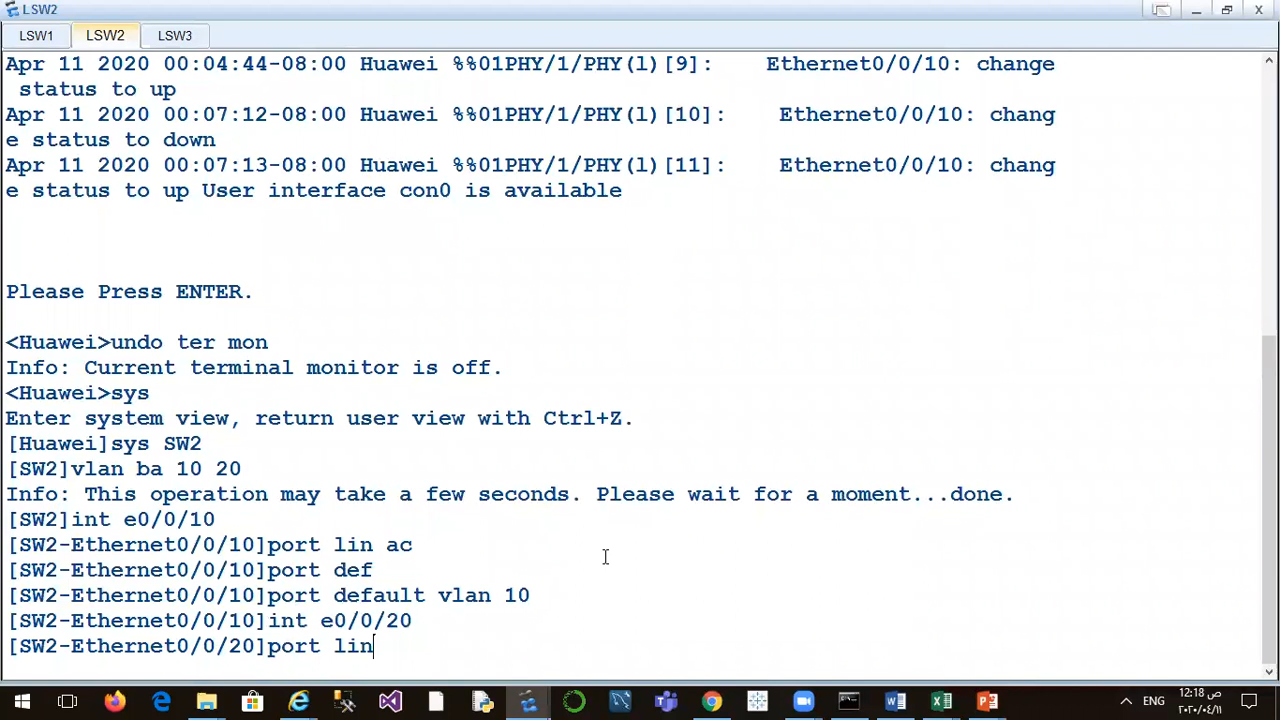 LSW2
LSW1 LSW2 LSW3
Apr 11 2020 00:04:44-08:00 Huawei %%01PHY/1/PHY(l)[9]: Ethernet0/0/10: change
status to up
Apr 11 2020 00:07:12-08:00 Huawei %%01PHY/1/PHY(l)[10]: Ethernet0/0/10: chang
e status to down
Apr 11 2020 00:07:13-08:00 Huawei %%01PHY/1/PHY(l)[11]: Ethernet0/0/10: chang
e status to up User interface con0 is available
Please Press ENTER.
<Huawei>undo ter mon
Info: Current terminal monitor is off.
<Huawei>sys
Enter system view, return user view with Ctrl+Z.
[Huawei]sys SW2
[SW2]vlan ba 10 20
Info: This operation may take a few seconds. Please wait for a moment...done.
[SW2]int e0/0/10
[SW2-Ethernet0/0/10]port lin ac
[SW2-Ethernet0/0/10]port def
[SW2-Ethernet0/0/10]port default vlan 10
[SW2-Ethernet0/0/10]int e0/0/20
[SW2-Ethernet0/0/20]port lin
ENG
12:18 ص
٢٠٢٠/٠٤/١١